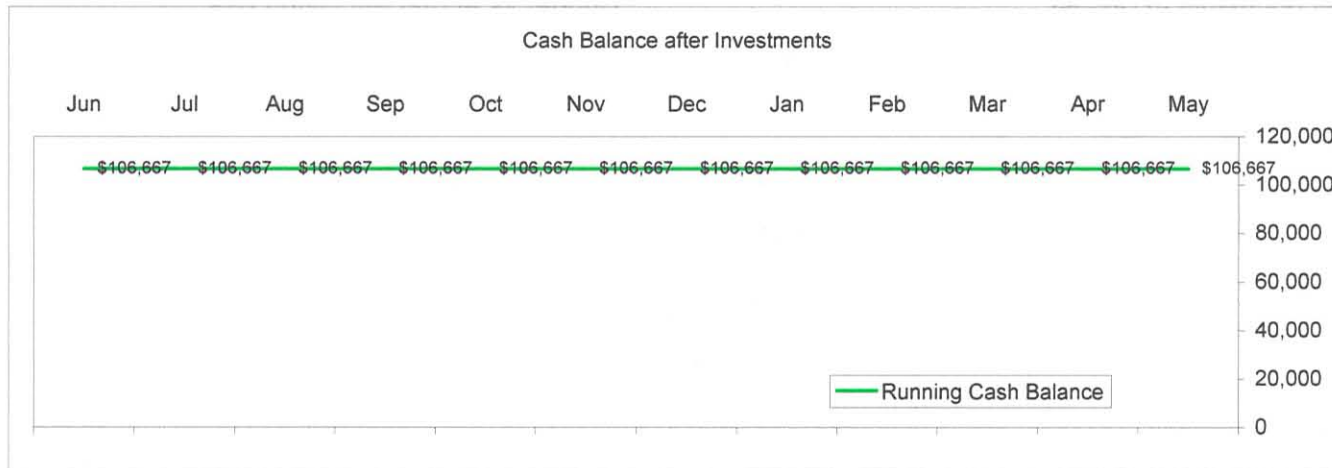 Cash Balance after Investments
Jun Jul Aug Sep Oct Nov Dec Jan Feb Mar Apr May
120,000
$106,667 $106,667 $106,667 $106,667 $106,667 $106,667 $106,667 $106,667 $106,667 $106,667 $106,667 $106,667
100,000
80,000
60,000
40,000
20,000
Running Cash Balance
0